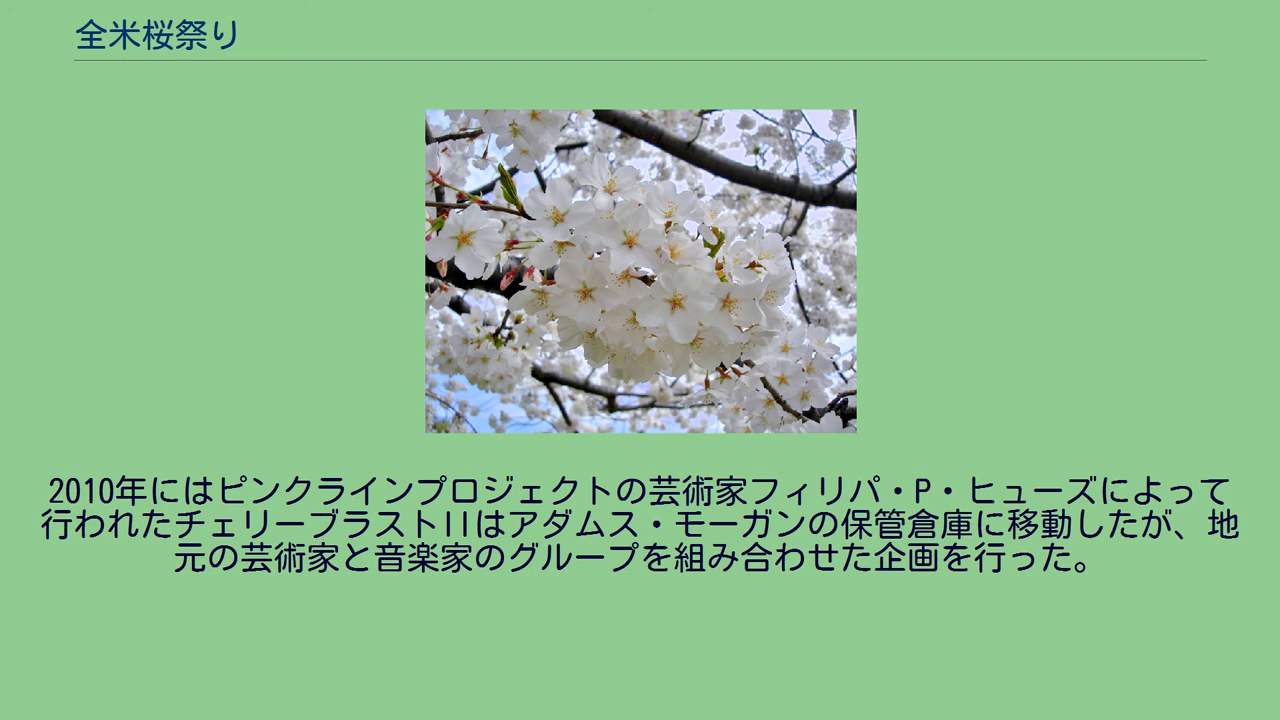 全米桜祭り
2010年にはピンクラインプロジェクトの芸術家フィリパ・P・ヒューズによって
行われたチェリーブラストIIはアダムス・モーガンの保管倉庫に移動したが、地
元の芸術家と音楽家のグループを組み合わせた企画を行った。